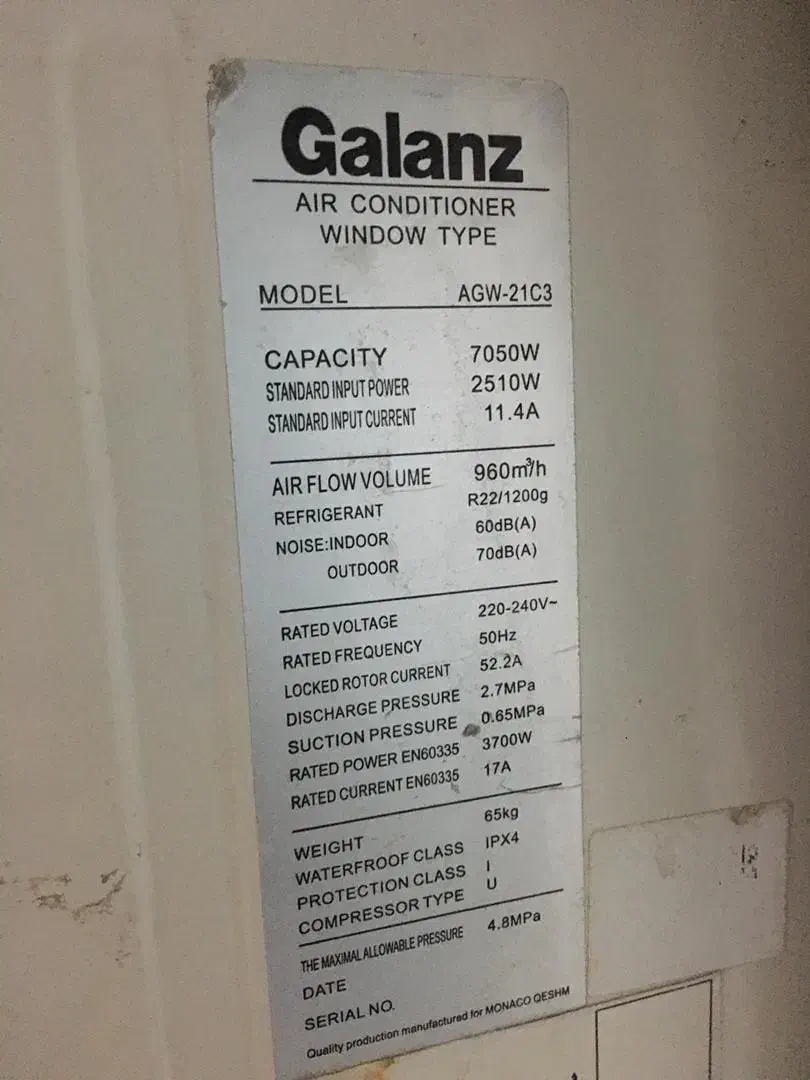 Galanz
AIR CONDITIONER
WINDOW TYPE
MODEL AGW-21C3
CAPACITY 7050W
STANDARD INPUT POWER 2510W
STANDARD INPUT CURRENT 11.4A
AIR FLOW VOLUME 960m³/h
REFRIGERANT R22/1200g
NOISE:INDOOR 60dB(A)
OUTDOOR 70dB(A)
RATED VOLTAGE 220-240V~
RATED FREQUENCY 50Hz
LOCKED ROTOR CURRENT 52.2A
DISCHARGE PRESSURE 2.7MPa
SUCTION PRESSURE 0.65MPa
RATED POWER EN60335 3700W
RATED CURRENT EN60335 17A
WEIGHT 65kg
WATERFROOF CLASS IPX4
PROTECTION CLASS I
COMPRESSOR TYPE U
THE MAXIMAL ALLOWABLE PRESSURE 4.8MPa
DATE
SERIAL NO.
Quality production manufactured for MONACO QESHM